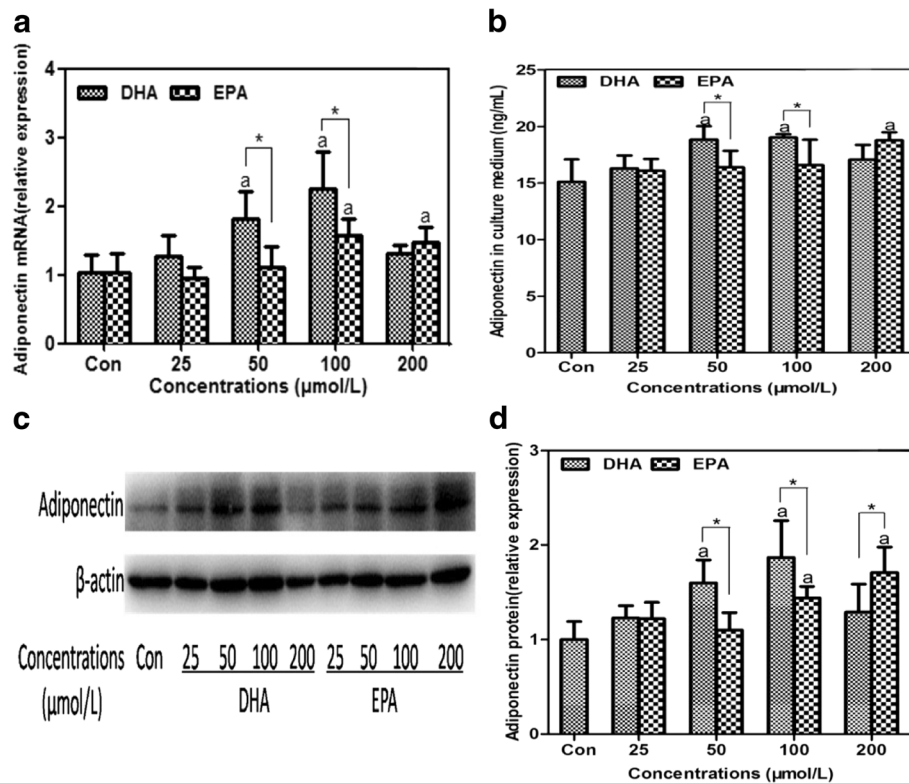 a
Adiponectin mRNA(relative expression)
4
3
2
1
0
DHA EPA
* *
a a a a
Con 25 50 100 200
Concentrations (µmol/L)
b
Adiponectin in culture medium (ng/mL)
25
20
15
10
5
0
DHA EPA
* *
a a a
Con 25 50 100 200
Concentrations (µmol/L)
c
Adiponectin
β-actin
Concentrations Con 25 50 100 200 25 50 100 200
(µmol/L) DHA EPA
d
Adiponectin protein(relative expression)
3
2
1
0
DHA EPA
* * *
a a a a
Con 25 50 100 200
Concentrations (µmol/L)